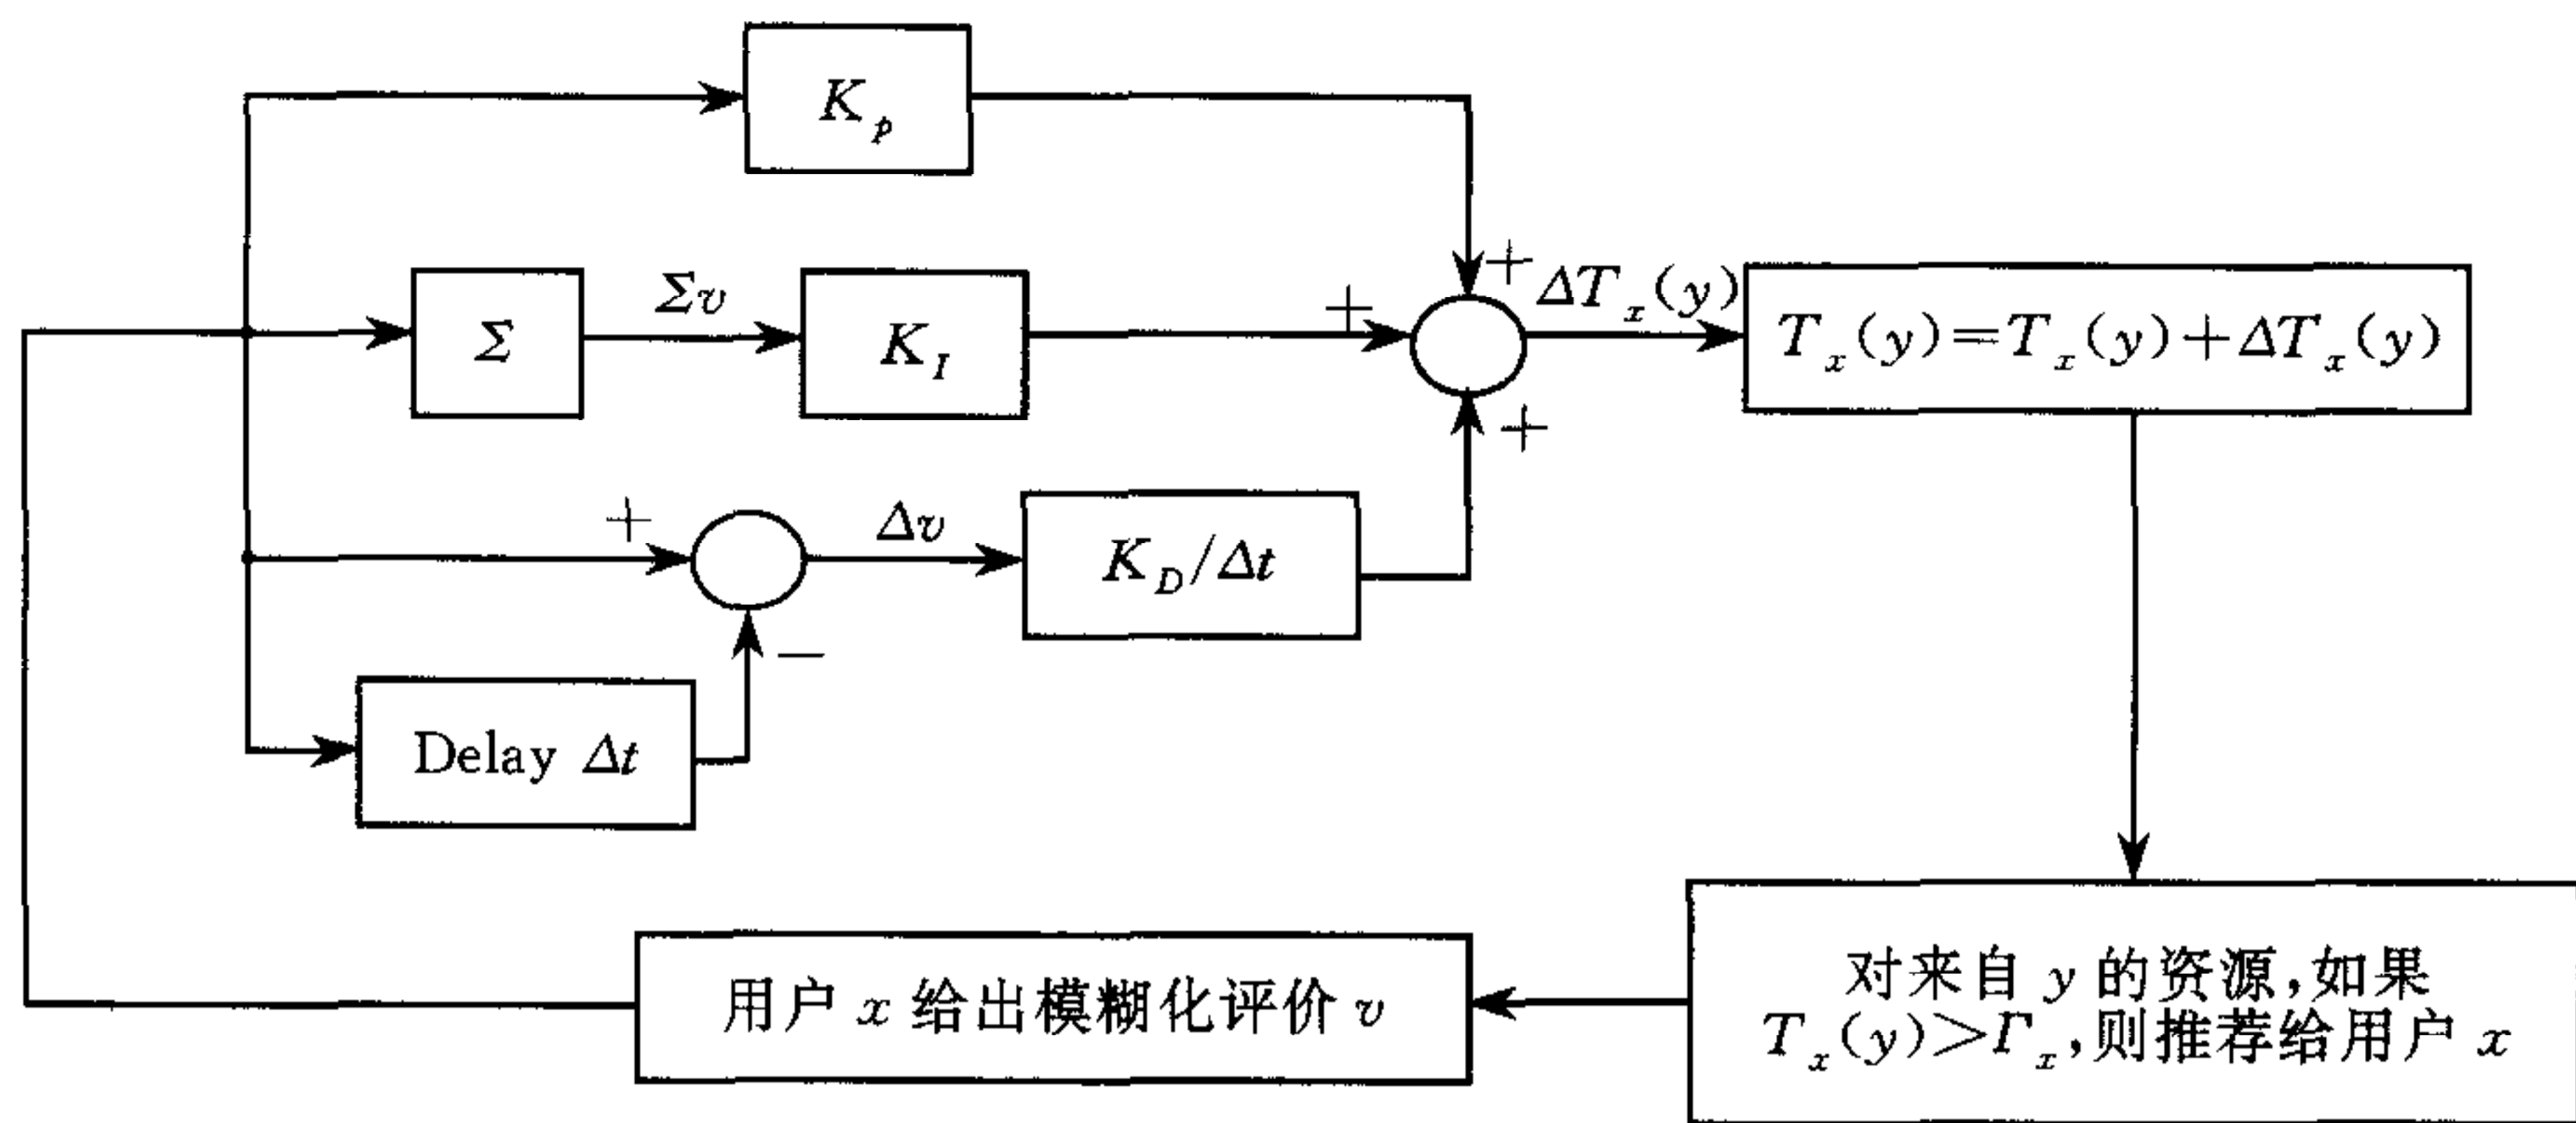 K_p
+
Σ
Σv
K_I
+
ΔT_x(y)
T_x(y)=T_x(y)+ΔT_x(y)
+
Δv
K_D/Δt
+
−
Delay Δt
对来自 y 的资源,如果
T_x(y)>Γ_x,则推荐给用户 x
用户 x 给出模糊化评价 v